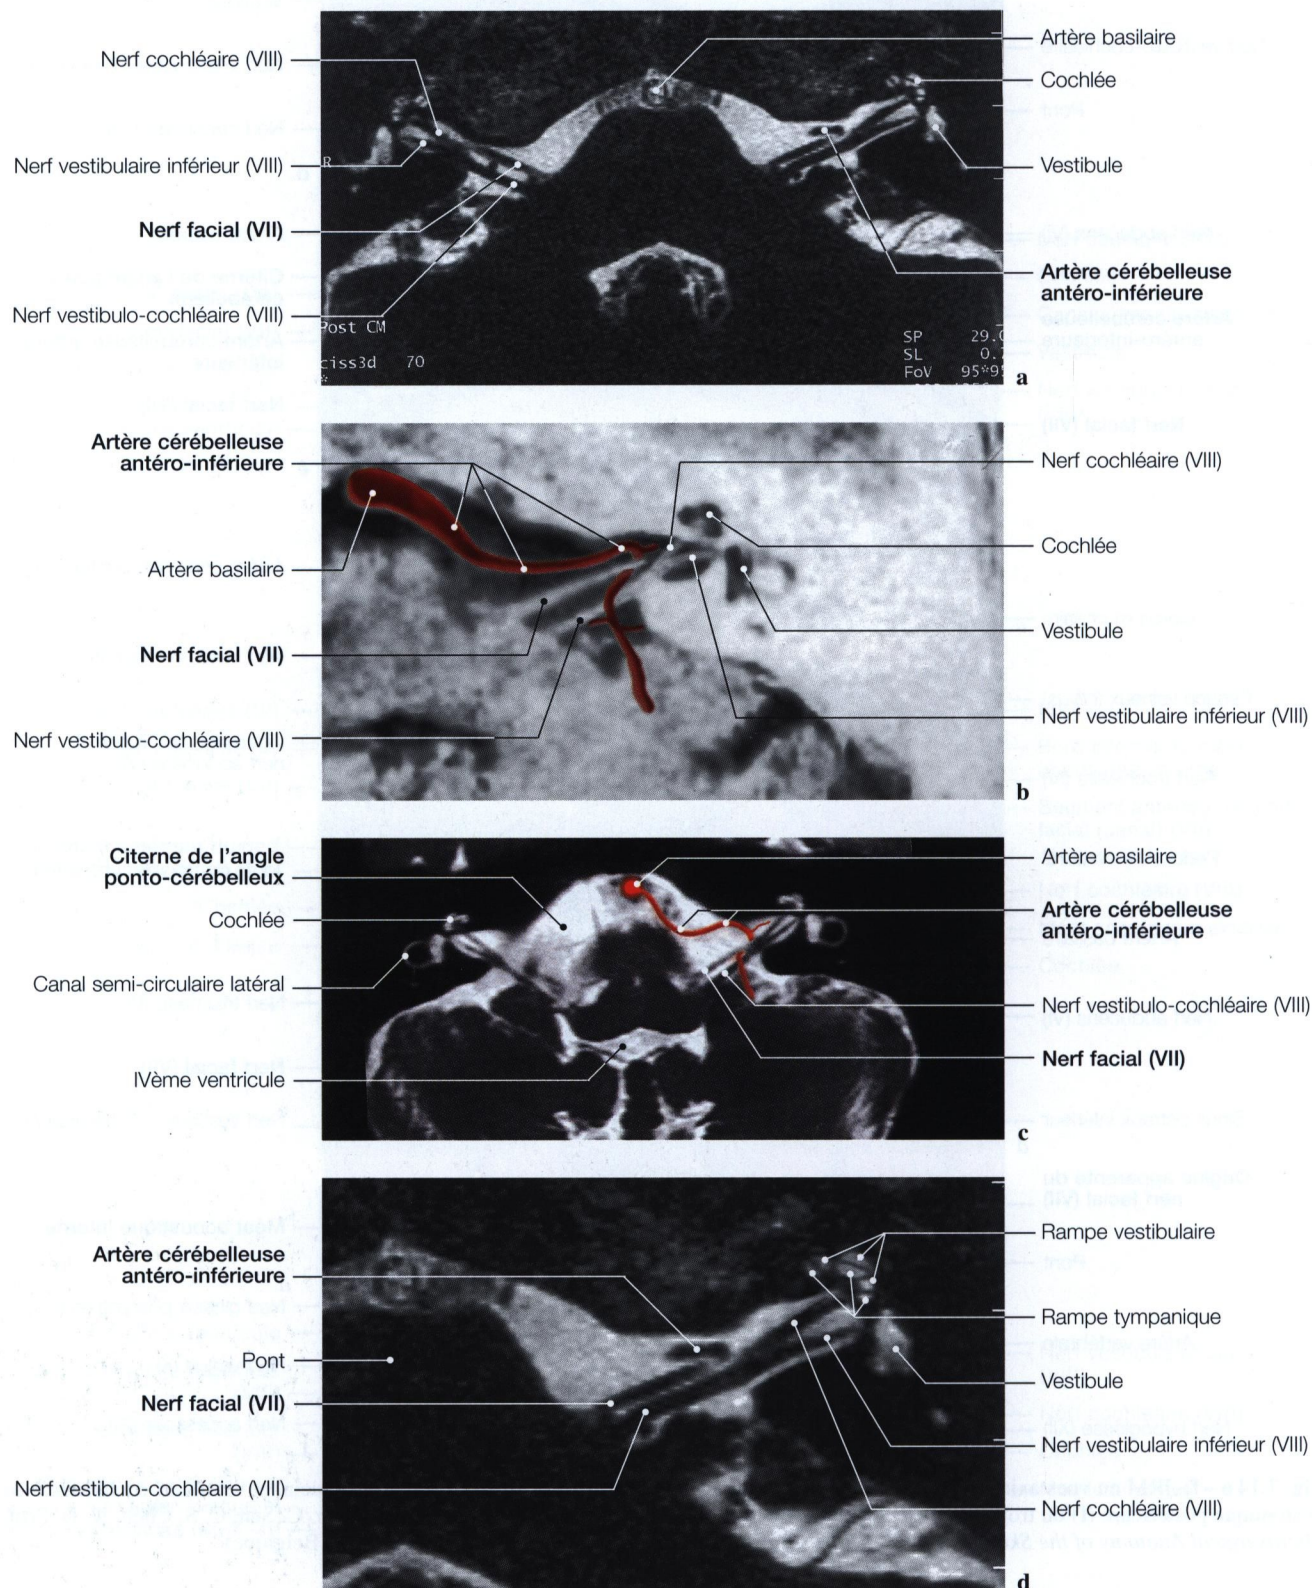 Nerf cochléaire (VIII)
Nerf vestibulaire inférieur (VIII)
Nerf facial (VII)
Nerf vestibulo-cochléaire (VIII)
Artère basilaire
Cochlée
Vestibule
Artère cérébelleuse
antéro-inférieure
R
Post CM
ciss3d 70
*
SP 29.0
SL 0.
FoV 95*9
a
Artère cérébelleuse
antéro-inférieure
Artère basilaire
Nerf facial (VII)
Nerf vestibulo-cochléaire (VIII)
Nerf cochléaire (VIII)
Cochlée
Vestibule
Nerf vestibulaire inférieur (VIII)
b
Citerne de l'angle
ponto-cérébelleux
Cochlée
Canal semi-circulaire latéral
IVème ventricule
Artère basilaire
Artère cérébelleuse
antéro-inférieure
Nerf vestibulo-cochléaire (VIII)
Nerf facial (VII)
c
Artère cérébelleuse
antéro-inférieure
Pont
Nerf facial (VII)
Nerf vestibulo-cochléaire (VIII)
Rampe vestibulaire
Rampe tympanique
Vestibule
Nerf vestibulaire inférieur (VIII)
Nerf cochléaire (VIII)
d